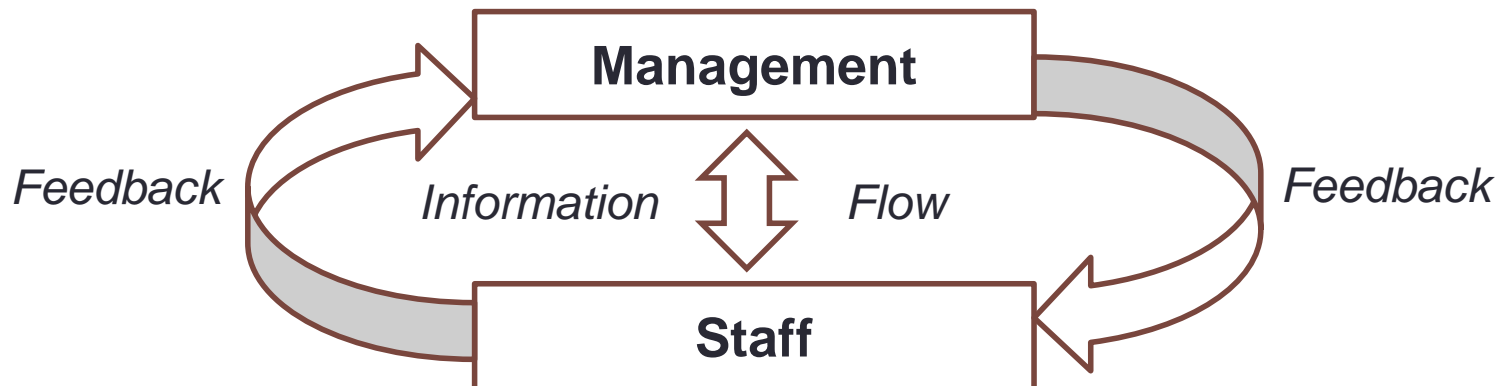 Management
Feedback
Information Flow
Feedback
Staff